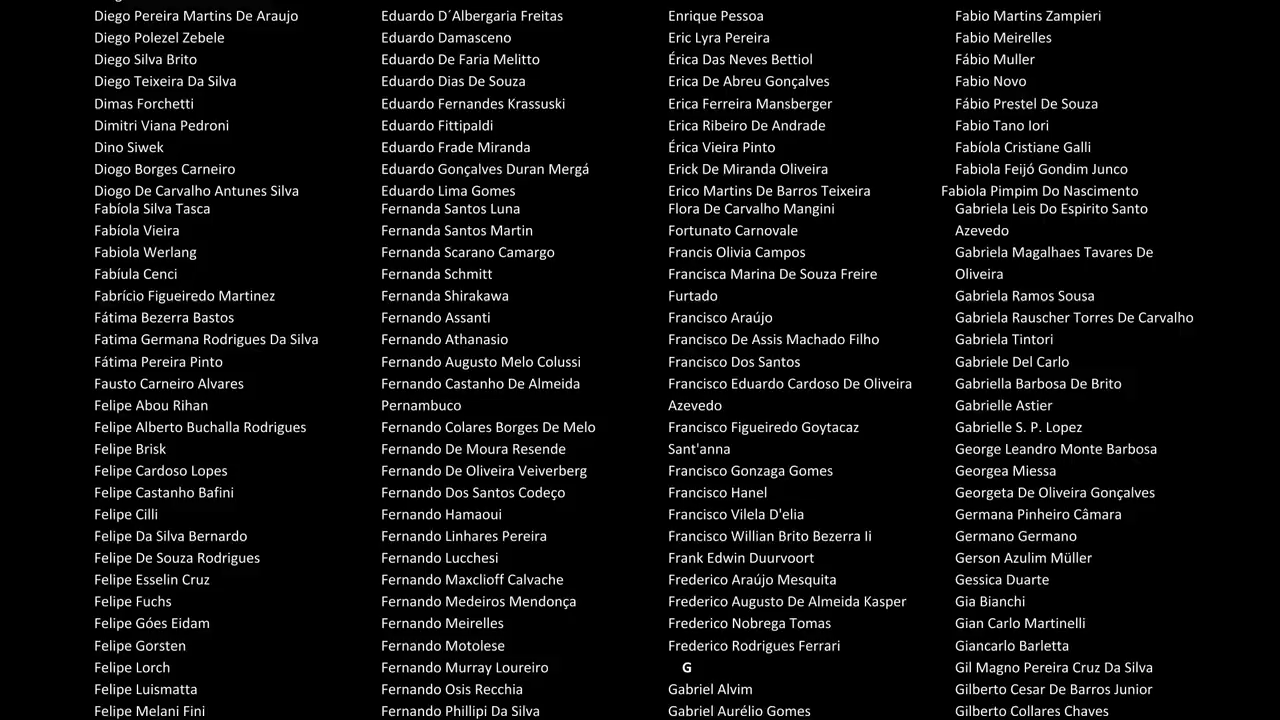 Diego Pereira Martins De Araujo
Diego Polezel Zebele
Diego Silva Brito
Diego Teixeira Da Silva
Dimas Forchetti
Dimitri Viana Pedroni
Dino Siwek
Diogo Borges Carneiro
Diogo De Carvalho Antunes Silva
Eduardo D´Albergaria Freitas
Eduardo Damasceno
Eduardo De Faria Melitto
Eduardo Dias De Souza
Eduardo Fernandes Krassuski
Eduardo Fittipaldi
Eduardo Frade Miranda
Eduardo Gonçalves Duran Mergá
Eduardo Lima Gomes
Enrique Pessoa
Eric Lyra Pereira
Érica Das Neves Bettiol
Erica De Abreu Gonçalves
Erica Ferreira Mansberger
Erica Ribeiro De Andrade
Érica Vieira Pinto
Erick De Miranda Oliveira
Erico Martins De Barros Teixeira
Fabio Martins Zampieri
Fabio Meirelles
Fábio Muller
Fabio Novo
Fábio Prestel De Souza
Fabio Tano Iori
Fabíola Cristiane Galli
Fabiola Feijó Gondim Junco
Fabiola Pimpim Do Nascimento
Fabíola Silva Tasca
Fabíola Vieira
Fabiola Werlang
Fabíula Cenci
Fabrício Figueiredo Martinez
Fátima Bezerra Bastos
Fatima Germana Rodrigues Da Silva
Fátima Pereira Pinto
Fausto Carneiro Alvares
Felipe Abou Rihan
Felipe Alberto Buchalla Rodrigues
Felipe Brisk
Felipe Cardoso Lopes
Felipe Castanho Bafini
Felipe Cilli
Felipe Da Silva Bernardo
Felipe De Souza Rodrigues
Felipe Esselin Cruz
Felipe Fuchs
Felipe Góes Eidam
Felipe Gorsten
Felipe Lorch
Felipe Luismatta
Felipe Melani Fini
Fernanda Santos Luna
Fernanda Santos Martin
Fernanda Scarano Camargo
Fernanda Schmitt
Fernanda Shirakawa
Fernando Assanti
Fernando Athanasio
Fernando Augusto Melo Colussi
Fernando Castanho De Almeida
Pernambuco
Fernando Colares Borges De Melo
Fernando De Moura Resende
Fernando De Oliveira Veiverberg
Fernando Dos Santos Codeço
Fernando Hamaoui
Fernando Linhares Pereira
Fernando Lucchesi
Fernando Maxclioff Calvache
Fernando Medeiros Mendonça
Fernando Meirelles
Fernando Motolese
Fernando Murray Loureiro
Fernando Osis Recchia
Fernando Phillipi Da Silva
Flora De Carvalho Mangini
Fortunato Carnovale
Francis Olivia Campos
Francisca Marina De Souza Freire
Furtado
Francisco Araújo
Francisco De Assis Machado Filho
Francisco Dos Santos
Francisco Eduardo Cardoso De Oliveira
Azevedo
Francisco Figueiredo Goytacaz
Sant'anna
Francisco Gonzaga Gomes
Francisco Hanel
Francisco Vilela D'elia
Francisco Willian Brito Bezerra Ii
Frank Edwin Duurvoort
Frederico Araújo Mesquita
Frederico Augusto De Almeida Kasper
Frederico Nobrega Tomas
Frederico Rodrigues Ferrari
G
Gabriel Alvim
Gabriel Aurélio Gomes
Gabriela Leis Do Espirito Santo
Azevedo
Gabriela Magalhaes Tavares De
Oliveira
Gabriela Ramos Sousa
Gabriela Rauscher Torres De Carvalho
Gabriela Tintori
Gabriele Del Carlo
Gabriella Barbosa De Brito
Gabrielle Astier
Gabrielle S. P. Lopez
George Leandro Monte Barbosa
Georgea Miessa
Georgeta De Oliveira Gonçalves
Germana Pinheiro Câmara
Germano Germano
Gerson Azulim Müller
Gessica Duarte
Gia Bianchi
Gian Carlo Martinelli
Giancarlo Barletta
Gil Magno Pereira Cruz Da Silva
Gilberto Cesar De Barros Junior
Gilberto Collares Chaves